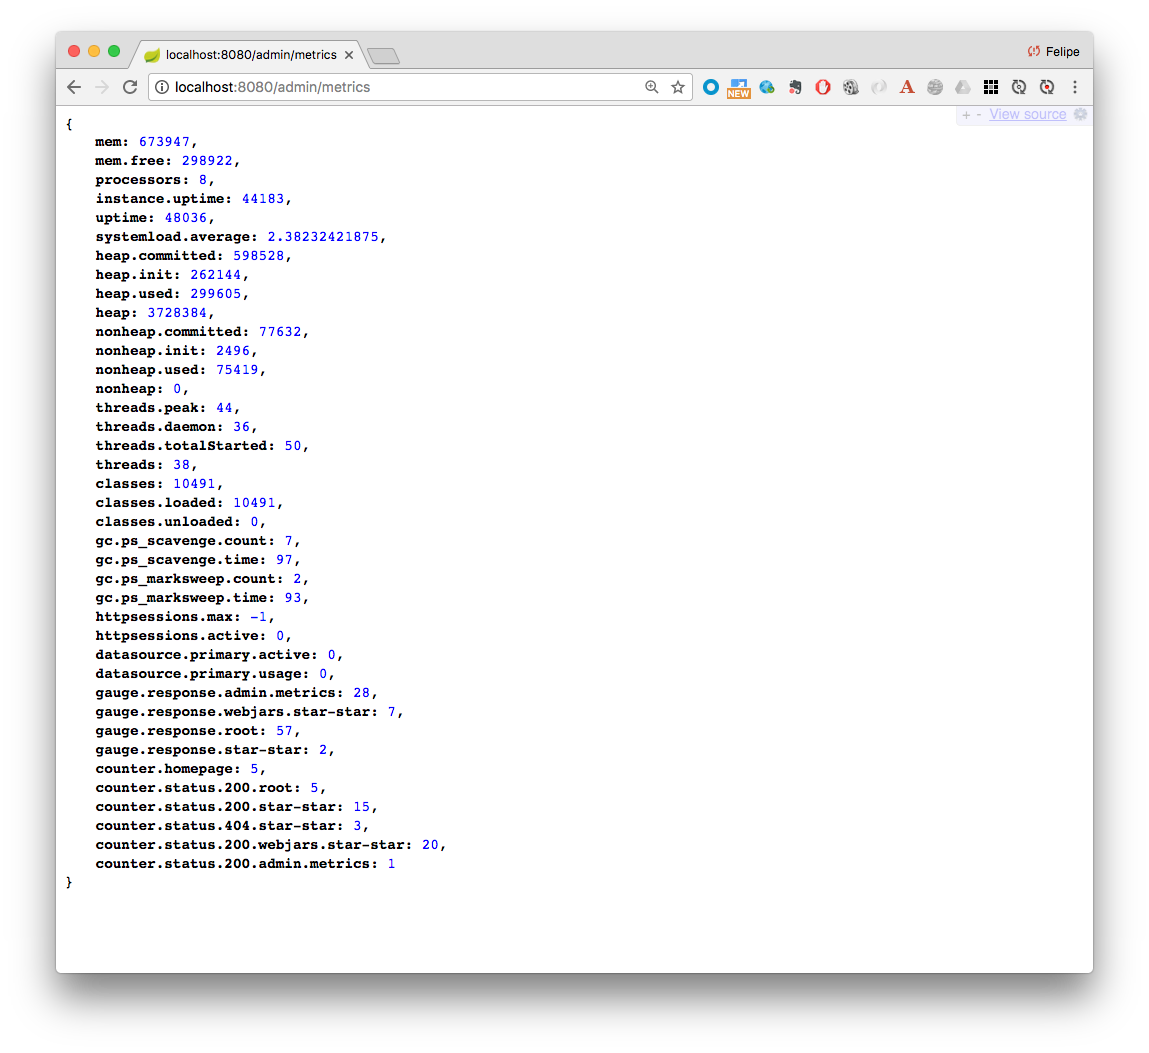 localhost:8080/admin/metrics
Felipe
localhost:8080/admin/metrics
NEW
A
+ - View source
{
mem: 673947,
mem.free: 298922,
processors: 8,
instance.uptime: 44183,
uptime: 48036,
systemload.average: 2.38232421875,
heap.committed: 598528,
heap.init: 262144,
heap.used: 299605,
heap: 3728384,
nonheap.committed: 77632,
nonheap.init: 2496,
nonheap.used: 75419,
nonheap: 0,
threads.peak: 44,
threads.daemon: 36,
threads.totalStarted: 50,
threads: 38,
classes: 10491,
classes.loaded: 10491,
classes.unloaded: 0,
gc.ps_scavenge.count: 7,
gc.ps_scavenge.time: 97,
gc.ps_marksweep.count: 2,
gc.ps_marksweep.time: 93,
httpsessions.max: -1,
httpsessions.active: 0,
datasource.primary.active: 0,
datasource.primary.usage: 0,
gauge.response.admin.metrics: 28,
gauge.response.webjars.star-star: 7,
gauge.response.root: 57,
gauge.response.star-star: 2,
counter.homepage: 5,
counter.status.200.root: 5,
counter.status.200.star-star: 15,
counter.status.404.star-star: 3,
counter.status.200.webjars.star-star: 20,
counter.status.200.admin.metrics: 1
}